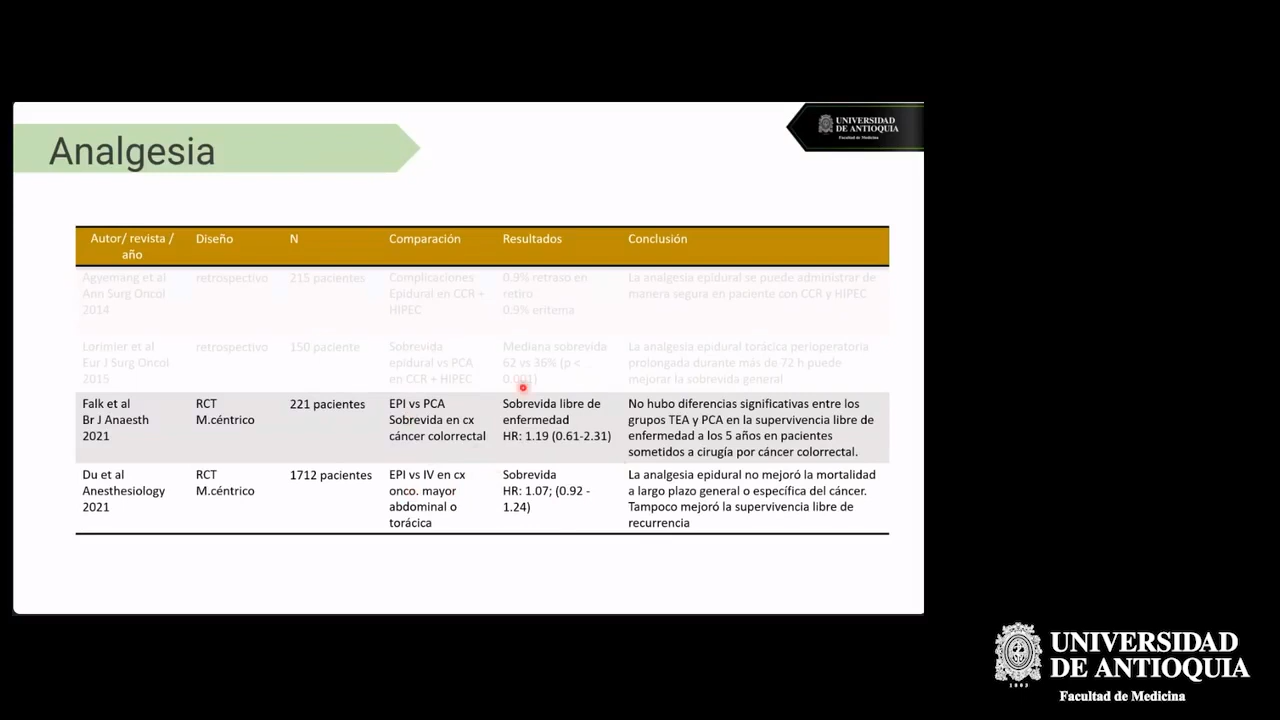 Analgesia
UNIVERSIDAD
DE ANTIOQUIA
Facultad de Medicina
Autor/ revista /
año
Diseño
N
Comparación
Resultados
Conclusión
Agyemang et al
Ann Surg Oncol
2014
retrospectivo
215 pacientes
Complicaciones
Epidural en CCR +
HIPEC
0.9% retraso en
retiro
0.9% eritema
La analgesia epidural se puede administrar de
manera segura en paciente con CCR y HIPEC
Lorimier et al
Eur J Surg Oncol
2015
retrospectivo
150 paciente
Sobrevida
epidural vs PCA
en CCR + HIPEC
Mediana sobrevida
62 vs 36% (p <
0.001)
La analgesia epidural torácica perioperatoria
prolongada durante más de 72 h puede
mejorar la sobrevida general
Falk et al
Br J Anaesth
2021
RCT
M.céntrico
221 pacientes
EPI vs PCA
Sobrevida en cx
cáncer colorrectal
Sobrevida libre de
enfermedad
HR: 1.19 (0.61-2.31)
No hubo diferencias significativas entre los
grupos TEA y PCA en la supervivencia libre de
enfermedad a los 5 años en pacientes
sometidos a cirugía por cáncer colorrectal.
Du et al
Anesthesiology
2021
RCT
M.céntrico
1712 pacientes
EPI vs IV en cx
onco. mayor
abdominal o
torácica
Sobrevida
HR: 1.07; (0.92 -
1.24)
La analgesia epidural no mejoró la mortalidad
a largo plazo general o específica del cáncer.
Tampoco mejoró la supervivencia libre de
recurrencia
1803
UNIVERSIDAD
DE ANTIOQUIA
Facultad de Medicina